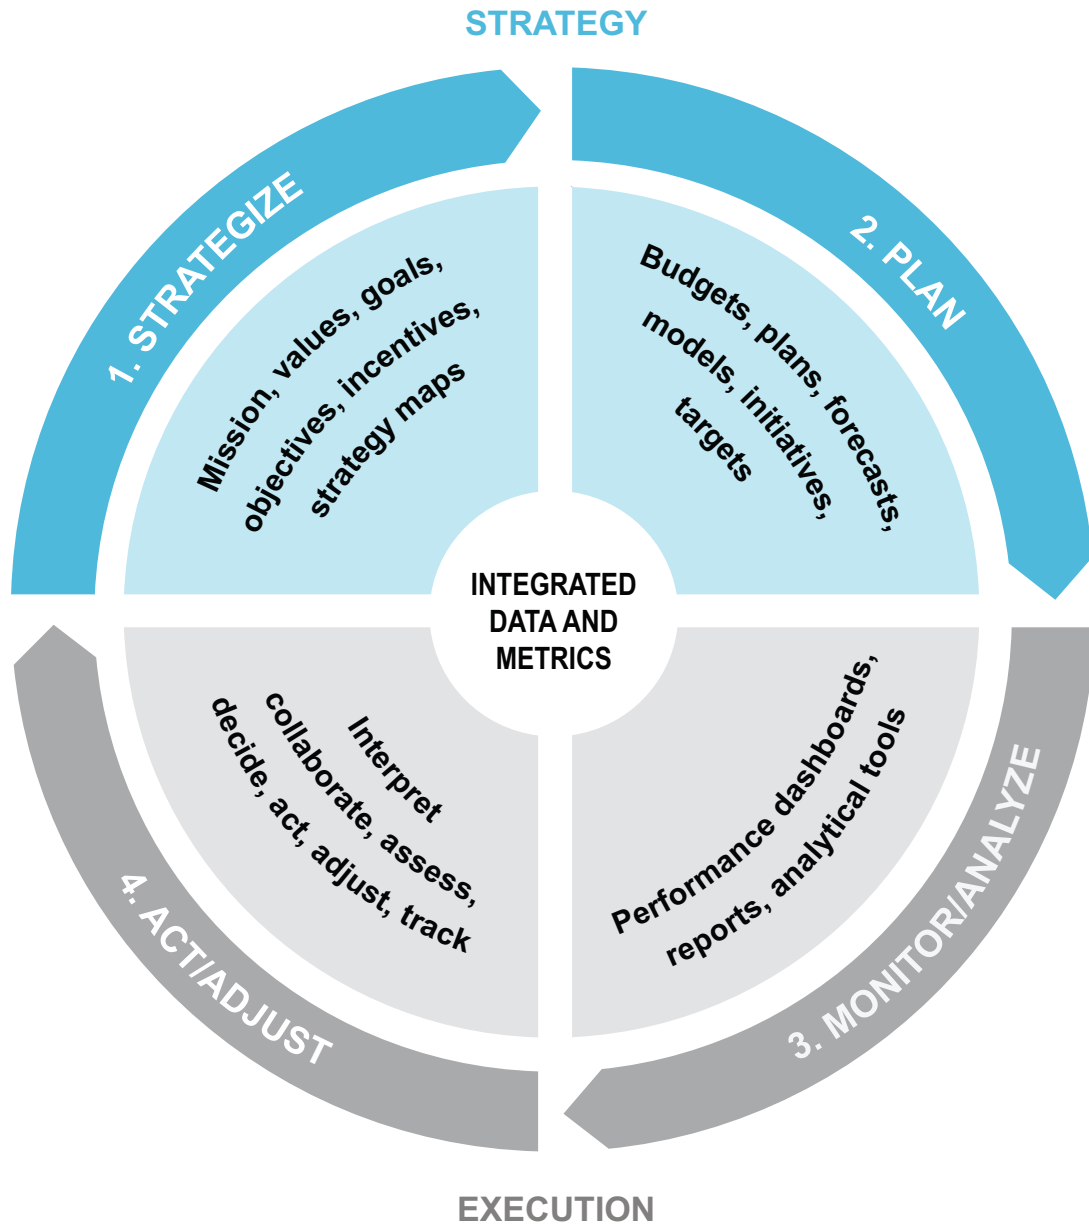 STRATEGY
1. STRATEGIZE
Mission, values, goals,
objectives, incentives,
strategy maps
2. PLAN
Budgets, plans, forecasts,
models, initiatives,
targets
INTEGRATED
DATA AND
METRICS
Performance dashboards,
reports, analytical tools
3. MONITOR/ANALYZE
Interpret
collaborate, assess,
decide, act, adjust, track
4. ACT/ADJUST
EXECUTION